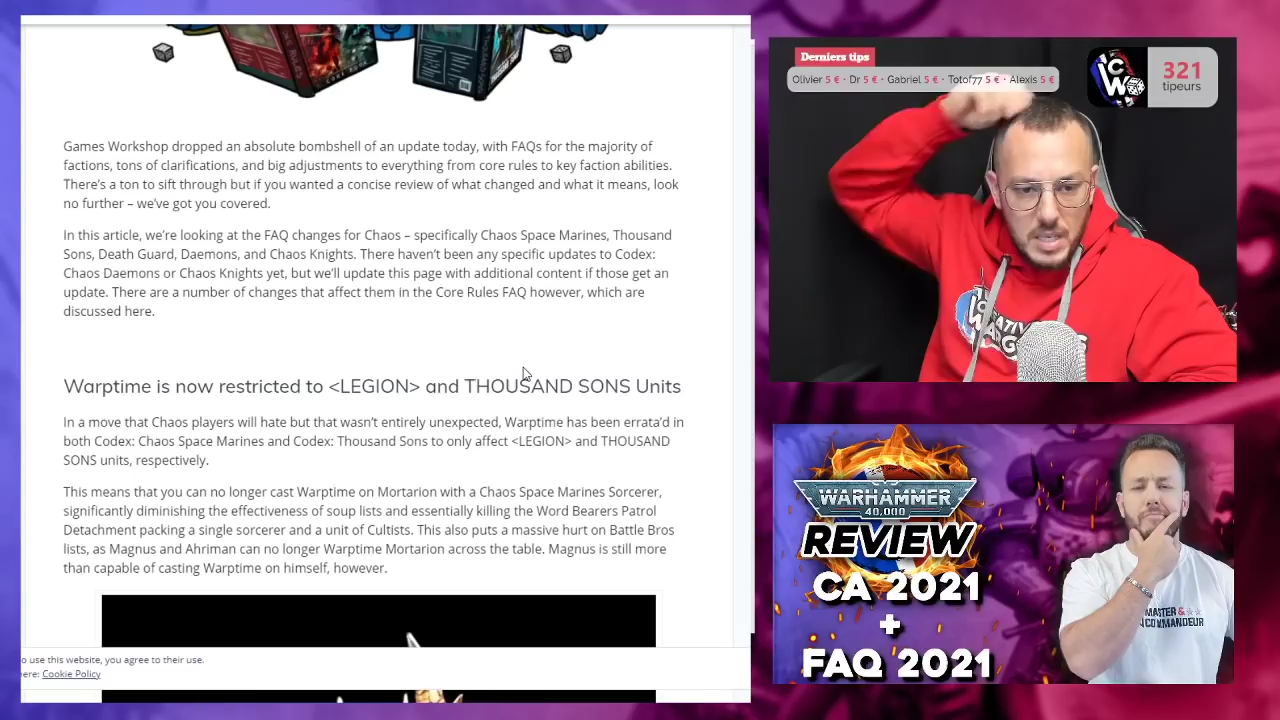 Games Workshop dropped an absolute bombshell of an update today, with FAQs for the majority of
factions, tons of clarifications, and big adjustments to everything from core rules to key faction abilities.
There's a ton to sift through but if you wanted a concise review of what changed and what it means, look
no further – we've got you covered.
In this article, we're looking at the FAQ changes for Chaos – specifically Chaos Space Marines, Thousand
Sons, Death Guard, Daemons, and Chaos Knights. There haven't been any specific updates to Codex:
Chaos Daemons or Chaos Knights yet, but we'll update this page with additional content if those get an
update. There are a number of changes that affect them in the Core Rules FAQ however, which are
discussed here.
Warptime is now restricted to <LEGION> and THOUSAND SONS Units
In a move that Chaos players will hate but that wasn't entirely unexpected, Warptime has been errata'd in
both Codex: Chaos Space Marines and Codex: Thousand Sons to only affect <LEGION> and THOUSAND
SONS units, respectively.
This means that you can no longer cast Warptime on Mortarion with a Chaos Space Marines Sorcerer,
significantly diminishing the effectiveness of soup lists and essentially killing the Word Bearers Patrol
Detachment packing a single sorcerer and a unit of Cultists. This also puts a massive hurt on Battle Bros
lists, as Magnus and Ahriman can no longer Warptime Mortarion across the table. Magnus is still more
than capable of casting Warptime on himself, however.
o use this website, you agree to their use.
ere: Cookie Policy
Derniers tips
Olivier 5 € · Dr 5 € · Gabriel 5 € · Totof77 5 € · Alexis 5 €
CW
321
tipeurs
WARHAMMER
40,000
REVIEW
CA 2021
+
FAQ 2021
MASTER &
COMMANDEUR